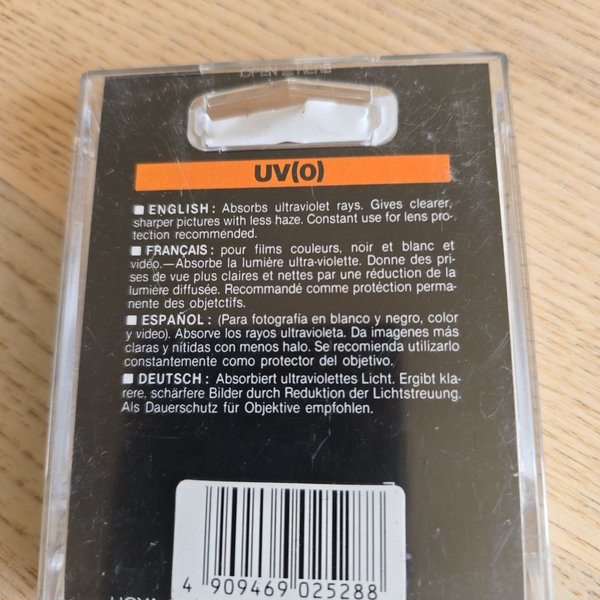 UV(0)
■ ENGLISH : Absorbs ultraviolet rays. Gives clearer,
sharper pictures with less haze. Constant use for lens pro-
tection recommended.
■ FRANÇAIS : pour films couleurs, noir et blanc et
vidéo.—Absorbe la lumière ultra-violette. Donne des pri-
ses de vue plus claires et nettes par une réduction de la
lumière diffusée. Recommandé comme protéction perma-
nente des objetctifs.
■ ESPAÑOL : (Para fotografía en blanco y negro, color
y video). Absorve los rayos ultravioleta. Da imagenes más
claras y nítidas con menos halo. Se recomienda utilizarlo
constantemente como protector del objetivo.
■ DEUTSCH : Absorbiert ultraviolettes Licht. Ergibt kla-
rere, schärfere Bilder durch Reduktion der Lichtstreuung.
Als Dauerschutz für Objektive empfohlen.
4 909469 025288